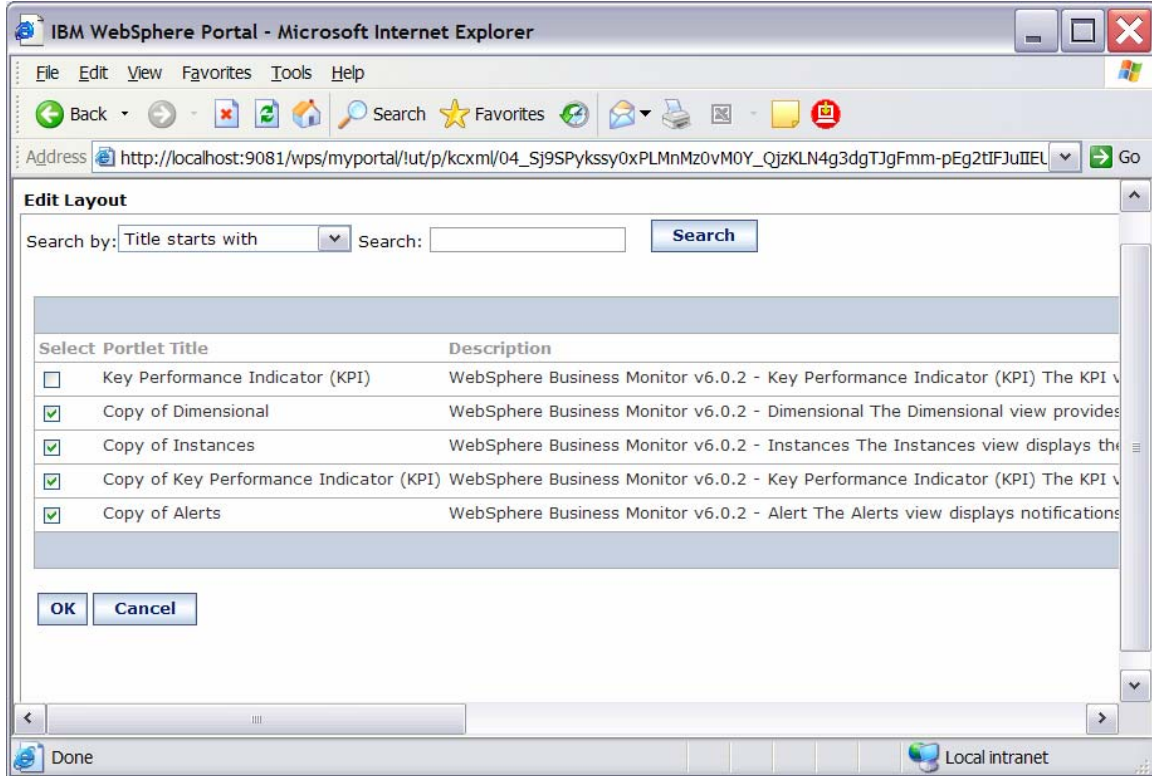 IBM WebSphere Portal - Microsoft Internet Explorer
File Edit View Favorites Tools Help
Back Search Favorites
Address http://localhost:9081/wps/myportal/!ut/p/kcxml/04_Sj9SPykssy0xPLMnMz0vM0Y_QjzKLN4g3dgTJgFmm-pEg2tIFJuIIEU Go
Edit Layout
Search by: Title starts with Search: Search
Select Portlet Title Description
Key Performance Indicator (KPI) WebSphere Business Monitor v6.0.2 - Key Performance Indicator (KPI) The KPI v
Copy of Dimensional WebSphere Business Monitor v6.0.2 - Dimensional The Dimensional view provides
Copy of Instances WebSphere Business Monitor v6.0.2 - Instances The Instances view displays the
Copy of Key Performance Indicator (KPI) WebSphere Business Monitor v6.0.2 - Key Performance Indicator (KPI) The KPI v
Copy of Alerts WebSphere Business Monitor v6.0.2 - Alert The Alerts view displays notifications
OK Cancel
Done Local intranet